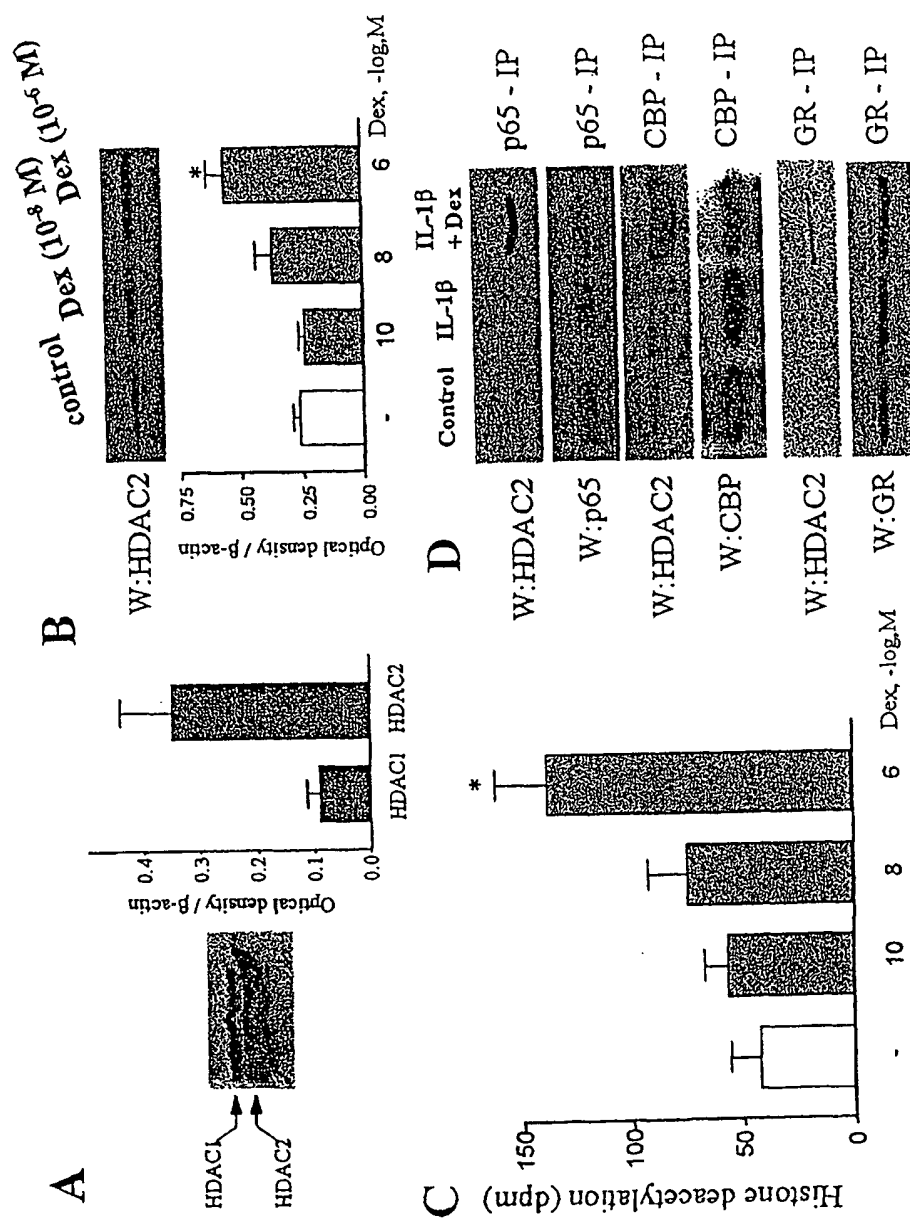 A
HDAC1
HDAC2
Optical density / β-actin
0.4
0.3
0.2
0.1
0.0
HDAC1 HDAC2
B
control Dex (10-8 M) Dex (10-6 M)
W:HDAC2
Optical density / β-actin
0.75
0.50
0.25
0.00
*
- 10 8 6 Dex, -log,M
C
Histone deacetylation (dpm)
150
100
50
0
*
- 10 8 6 Dex, -log,M
D
Control IL-1β IL-1β
+Dex
W:HDAC2 p65 - IP
W:p65 p65 - IP
W:HDAC2 CBP - IP
W:CBP CBP - IP
W:HDAC2 GR - IP
W:GR GR - IP